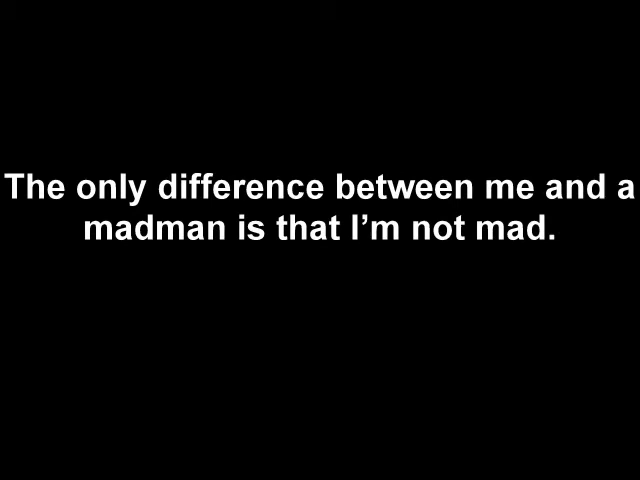 The only difference between me and a
madman is that I’m not mad.